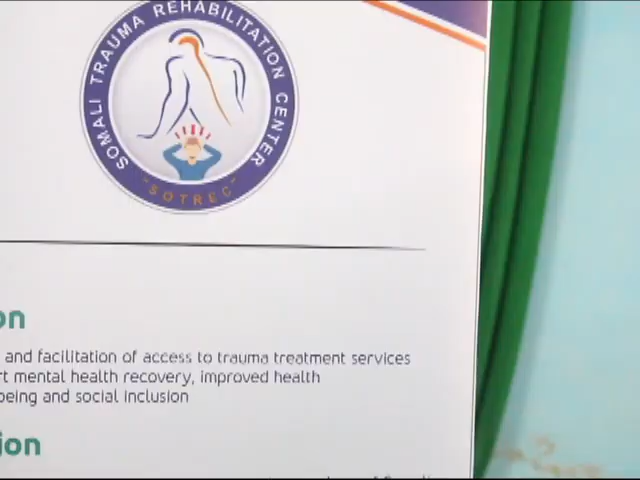 SOMALI TRAUMA REHABILITATION CENTER
"SOTREC"
on
and facilitation of access to trauma treatment services
rt mental health recovery, improved health
being and social inclusion
ion